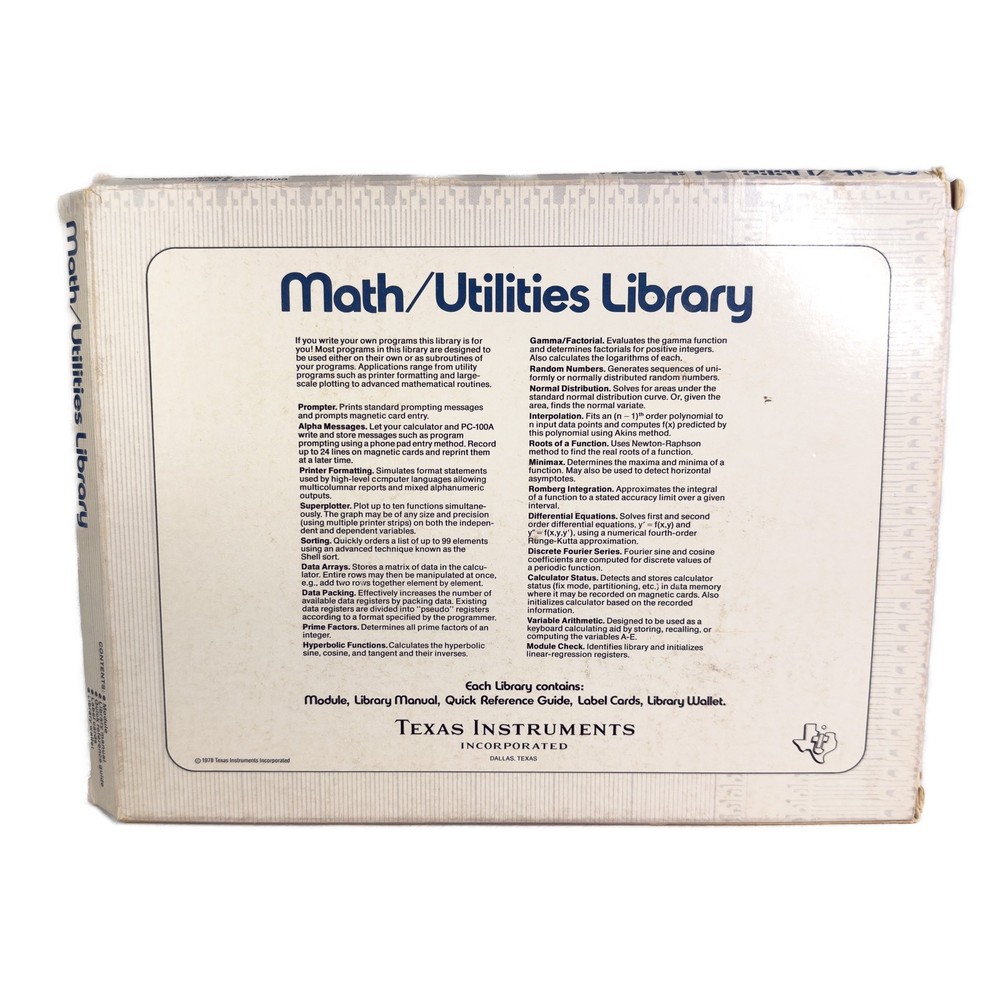 Math/Utilities Library
If you write your own programs this library is for
you! Most programs in this library are designed to
be used either on their own or as subroutines of
your programs. Applications range from utility
programs such as printer formatting and large-
scale plotting to advanced mathematical routines.
Prompter. Prints standard prompting messages
and prompts magnetic card entry.
Alpha Messages. Let your calculator and PC-100A
write and store messages such as program
prompting using a phone pad entry method. Record
up to 24 lines on magnetic cards and reprint them
at a later time.
Printer Formatting. Simulates format statements
used by high-level computer languages allowing
multicolumnar reports and mixed alphanumeric
outputs.
Superplotter. Plot up to ten functions simultane-
ously. The graph may be of any size and precision
(using multiple printer strips) on both the indepen-
dent and dependent variables.
Sorting. Quickly orders a list of up to 99 elements
using an advanced technique known as the
Shell sort.
Data Arrays. Stores a matrix of data in the calcu-
lator. Entire rows may then be manipulated at once,
e.g., add two rows together element by element.
Data Packing. Effectively increases the number of
available data registers by packing data. Existing
data registers are divided into "pseudo" registers
according to a format specified by the programmer.
Prime Factors. Determines all prime factors of an
integer.
Hyperbolic Functions. Calculates the hyperbolic
sine, cosine, and tangent and their inverses.
Gamma/Factorial. Evaluates the gamma function
and determines factorials for positive integers.
Also calculates the logarithms of each.
Random Numbers. Generates sequences of uni-
formly or normally distributed random numbers.
Normal Distribution. Solves for areas under the
standard normal distribution curve. Or, given the
area, finds the normal variate.
Interpolation. Fits an (n – 1)th order polynomial to
n input data points and computes f(x) predicted by
this polynomial using Akins method.
Roots of a Function. Uses Newton-Raphson
method to find the real roots of a function.
Minimax. Determines the maxima and minima of a
function. May also be used to detect horizontal
asymptotes.
Romberg Integration. Approximates the integral
of a function to a stated accuracy limit over a given
interval.
Differential Equations. Solves first and second
order differential equations, y' = f(x,y) and
y" = f(x,y,y'), using a numerical fourth-order
Runge-Kutta approximation.
Discrete Fourier Series. Fourier sine and cosine
coefficients are computed for discrete values of
a periodic function.
Calculator Status. Detects and stores calculator
status (fix mode, partitioning, etc.) in data memory
where it may be recorded on magnetic cards. Also
initializes calculator based on the recorded
information.
Variable Arithmetic. Designed to be used as a
keyboard calculating aid by storing, recalling, or
computing the variables A-E.
Module Check. Identifies library and initializes
linear-regression registers.
Each Library contains:
Module, Library Manual, Quick Reference Guide, Label Cards, Library Wallet.
TEXAS INSTRUMENTS
INCORPORATED
DALLAS, TEXAS
© 1978 Texas Instruments Incorporated
Math/Utilities Library
CONTENTS: • Module
• Library manual
• Quick reference guide
• Label cards
• Library wallet